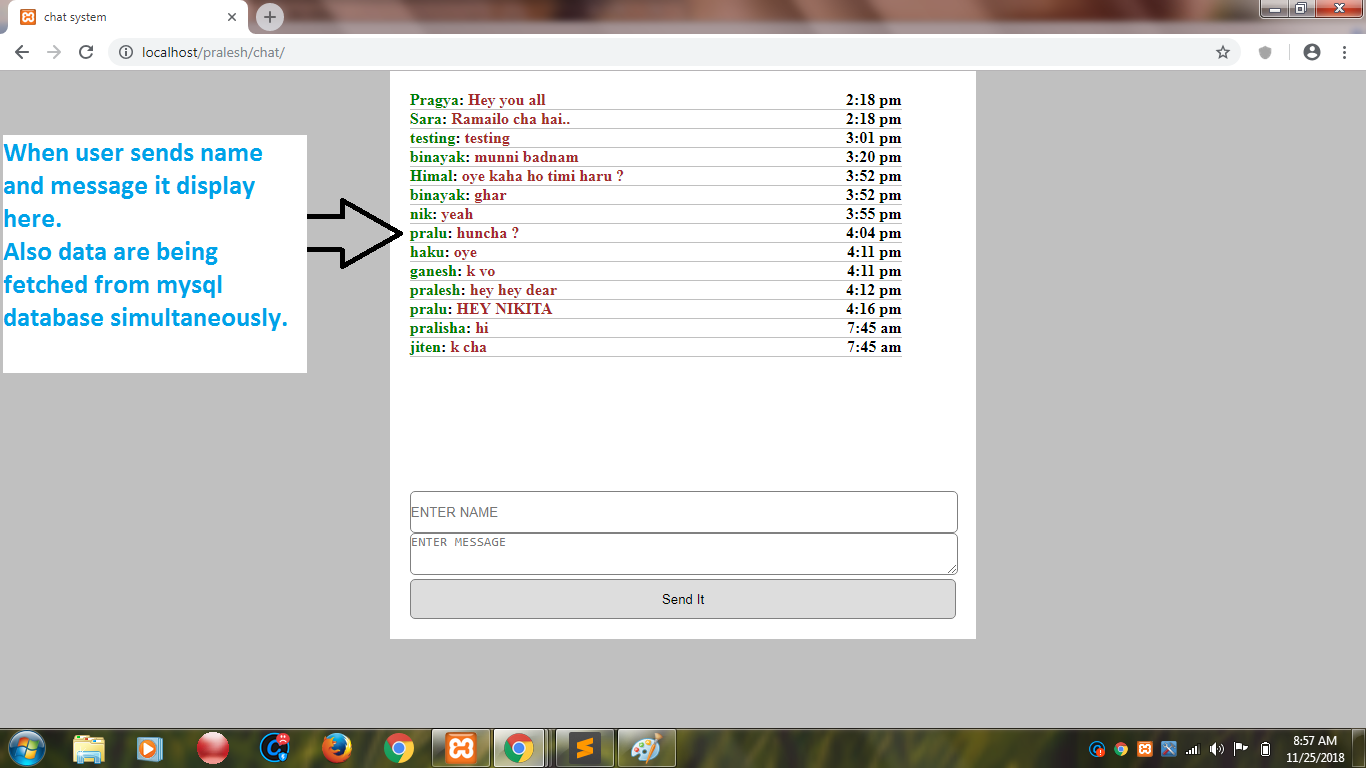 chat system
localhost/pralesh/chat/
Pragya: Hey you all 2:18 pm
Sara: Ramailo cha hai.. 2:18 pm
testing: testing 3:01 pm
binayak: munni badnam 3:20 pm
Himal: oye kaha ho timi haru ? 3:52 pm
binayak: ghar 3:52 pm
nik: yeah 3:55 pm
pralu: huncha ? 4:04 pm
haku: oye 4:11 pm
ganesh: k vo 4:11 pm
pralesh: hey hey dear 4:12 pm
pralu: HEY NIKITA 4:16 pm
pralisha: hi 7:45 am
jiten: k cha 7:45 am
When user sends name
and message it display
here.
Also data are being
fetched from mysql
database simultaneously.
ENTER NAME
ENTER MESSAGE
Send It
8:57 AM
11/25/2018